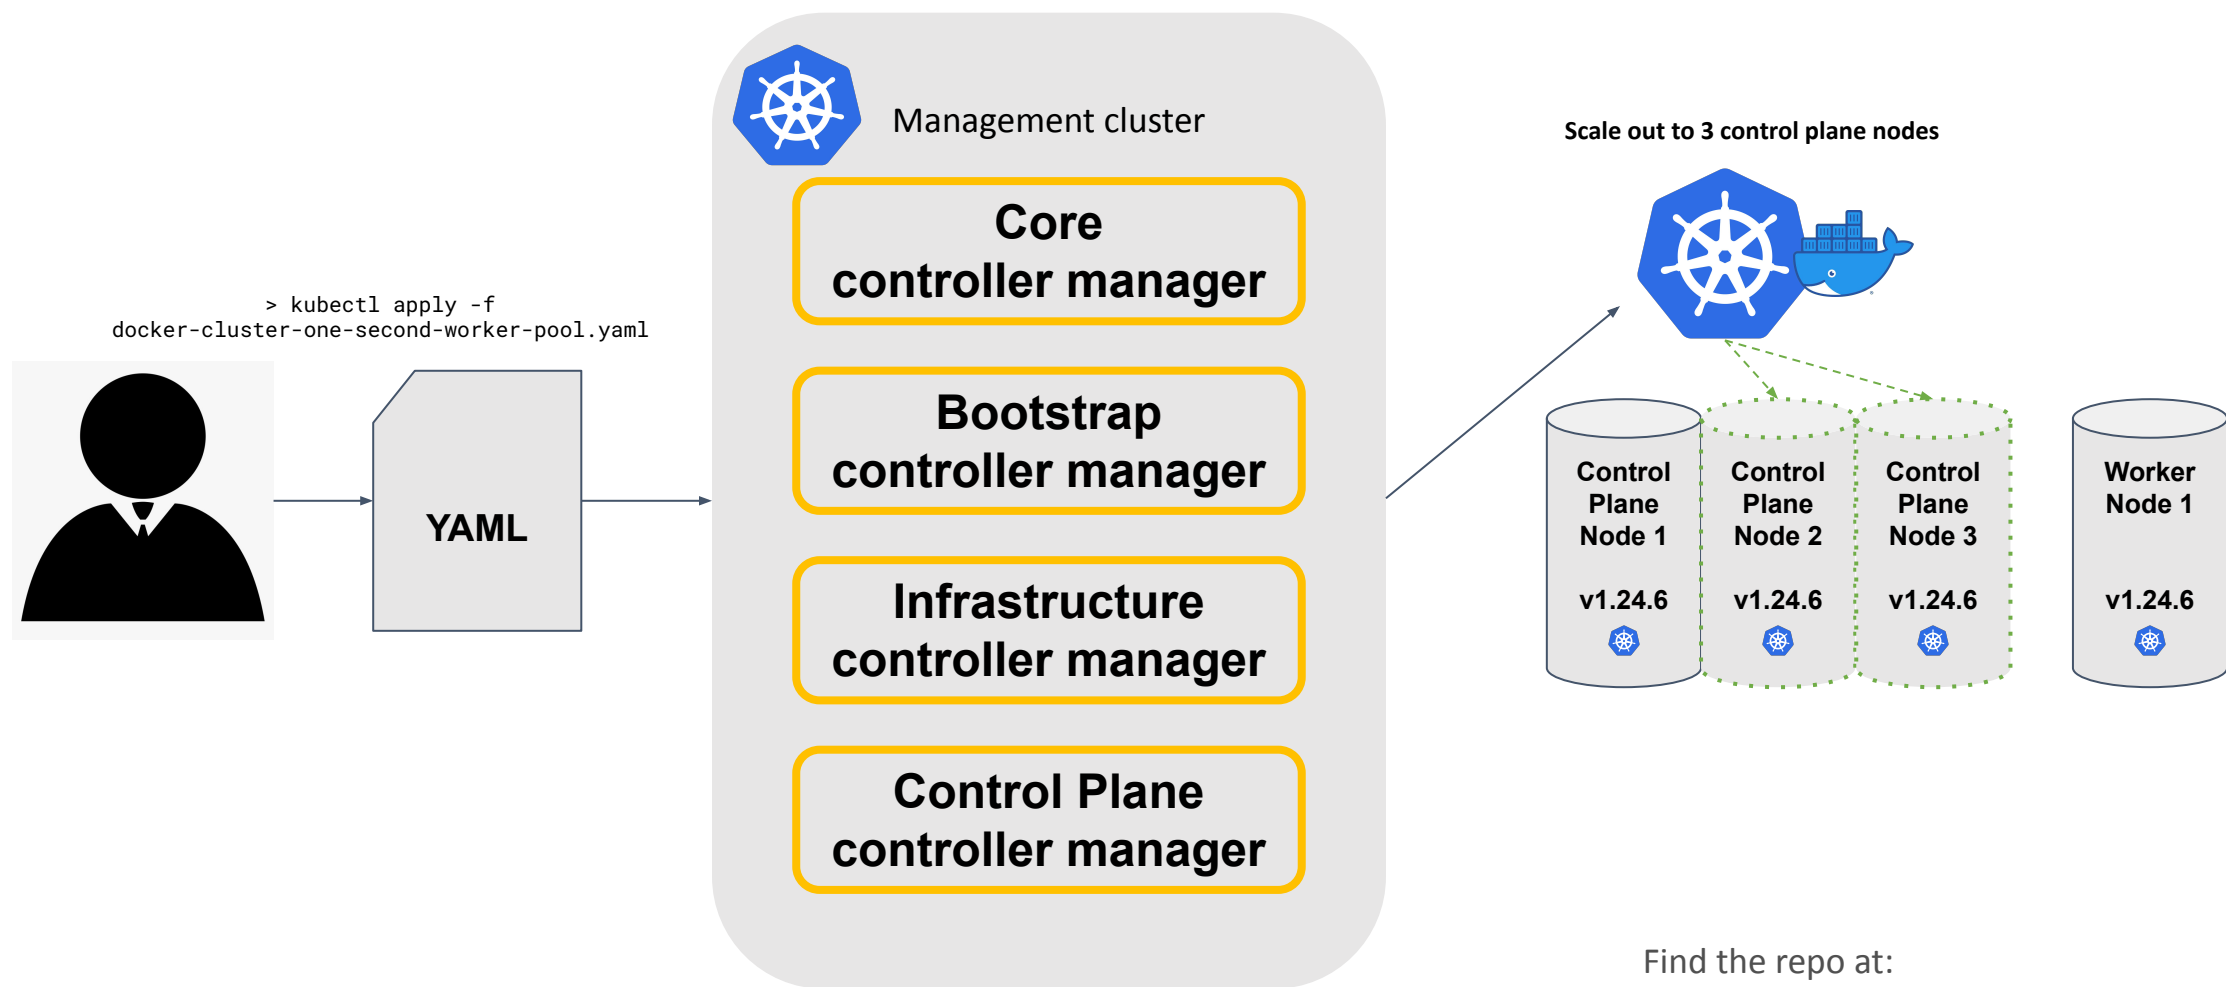 > kubectl apply -f
docker-cluster-one-second-worker-pool.yaml
YAML
Management cluster
Core
controller manager
Bootstrap
controller manager
Infrastructure
controller manager
Control Plane
controller manager
Scale out to 3 control plane nodes
Control
Plane
Node 1
v1.24.6
Control
Plane
Node 2
v1.24.6
Control
Plane
Node 3
v1.24.6
Worker
Node 1
v1.24.6
Find the repo at: